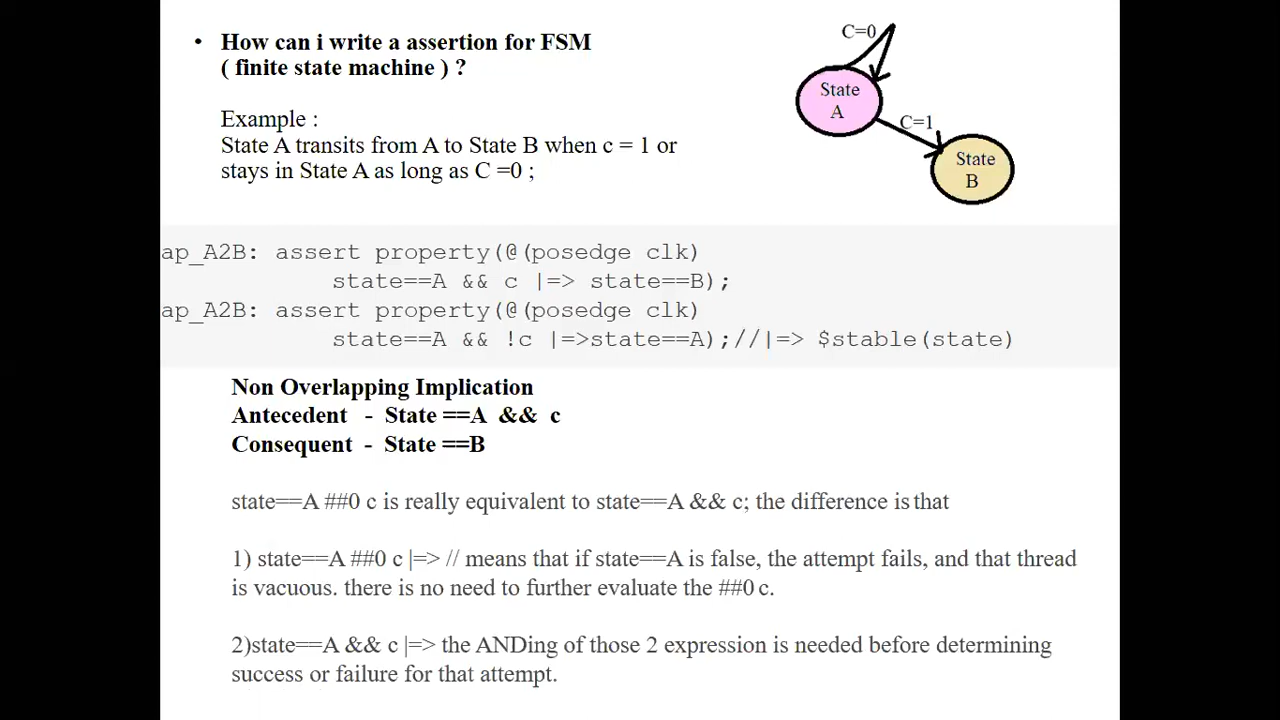 • How can i write a assertion for FSM
( finite state machine ) ?
Example :
State A transits from A to State B when c = 1 or
stays in State A as long as C =0 ;
C=0
State
A
C=1
State
B
ap_A2B: assert property(@(posedge clk)
state==A && c |=> state==B);
ap_A2B: assert property(@(posedge clk)
state==A && !c |=>state==A);//|=> $stable(state)
Non Overlapping Implication
Antecedent - State ==A && c
Consequent - State ==B
state==A ##0 c is really equivalent to state==A && c; the difference is that
1) state==A ##0 c |=> // means that if state==A is false, the attempt fails, and that thread
is vacuous. there is no need to further evaluate the ##0 c.
2)state==A && c |=> the ANDing of those 2 expression is needed before determining
success or failure for that attempt.